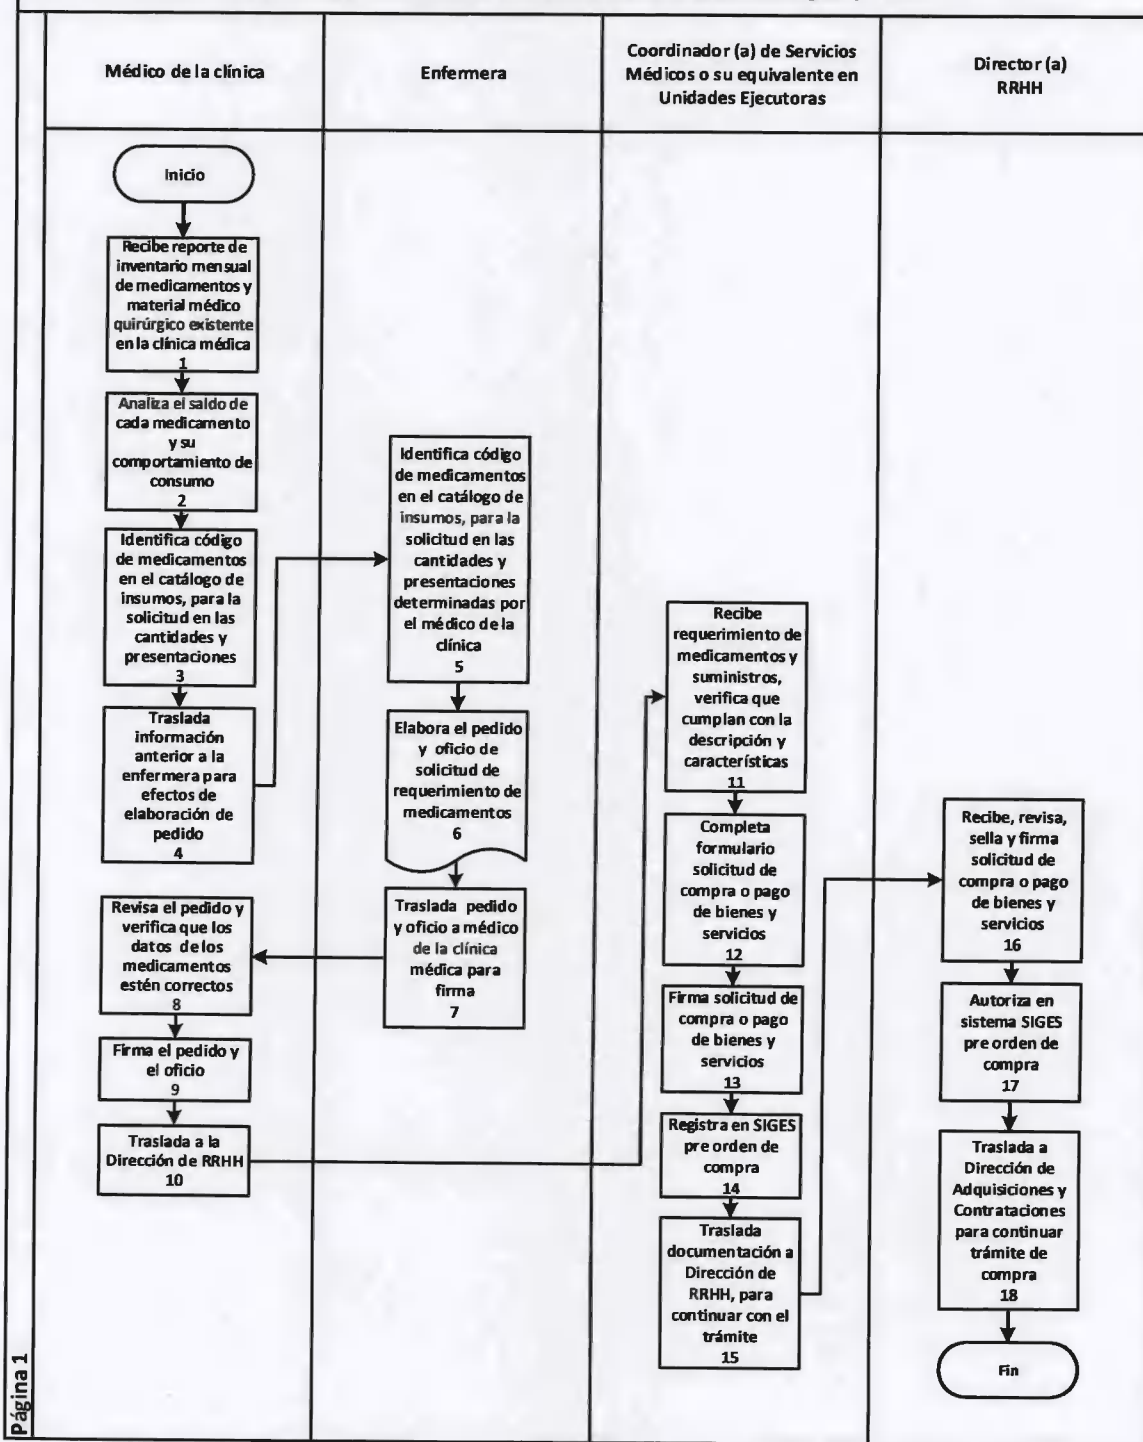 Médico de la clínica
Enfermera
Coordinador (a) de Servicios
Médicos o su equivalente en
Unidades Ejecutoras
Director (a)
RRHH
Inicio
Recibe reporte de
inventario mensual
de medicamentos y
material médico
quirúrgico existente
en la clínica médica
1
Analiza el saldo de
cada medicamento
y su
comportamiento de
consumo
2
Identifica código
de medicamentos
en el catálogo de
insumos, para la
solicitud en las
cantidades y
presentaciones
3
Traslada
información
anterior a la
enfermera para
efectos de
elaboración de
pedido
4
Identifica código
de medicamentos
en el catálogo de
insumos, para la
solicitud en las
cantidades y
presentaciones
determinadas por
el médico de la
clínica
5
Elabora el pedido
y oficio de
solicitud de
requerimiento de
medicamentos
6
Traslada pedido
y oficio a médico
de la clínica
médica para
firma
7
Revisa el pedido y
verifica que los
datos de los
medicamentos
estén correctos
8
Firma el pedido y
el oficio
9
Traslada a la
Dirección de RRHH
10
Recibe
requerimiento de
medicamentos y
suministros,
verifica que
cumplan con la
descripción y
características
11
Completa
formulario
solicitud de
compra o pago
de bienes y
servicios
12
Firma solicitud de
compra o pago
de bienes y
servicios
13
Registra en SIGES
pre orden de
compra
14
Traslada
documentación a
Dirección de
RRHH, para
continuar con el
trámite
15
Recibe, revisa,
sella y firma
solicitud de
compra o pago
de bienes y
servicios
16
Autoriza en
sistema SIGES
pre orden de
compra
17
Traslada a
Dirección de
Adquisiciones y
Contrataciones
para continuar
trámite de
compra
18
Fin
Página 1